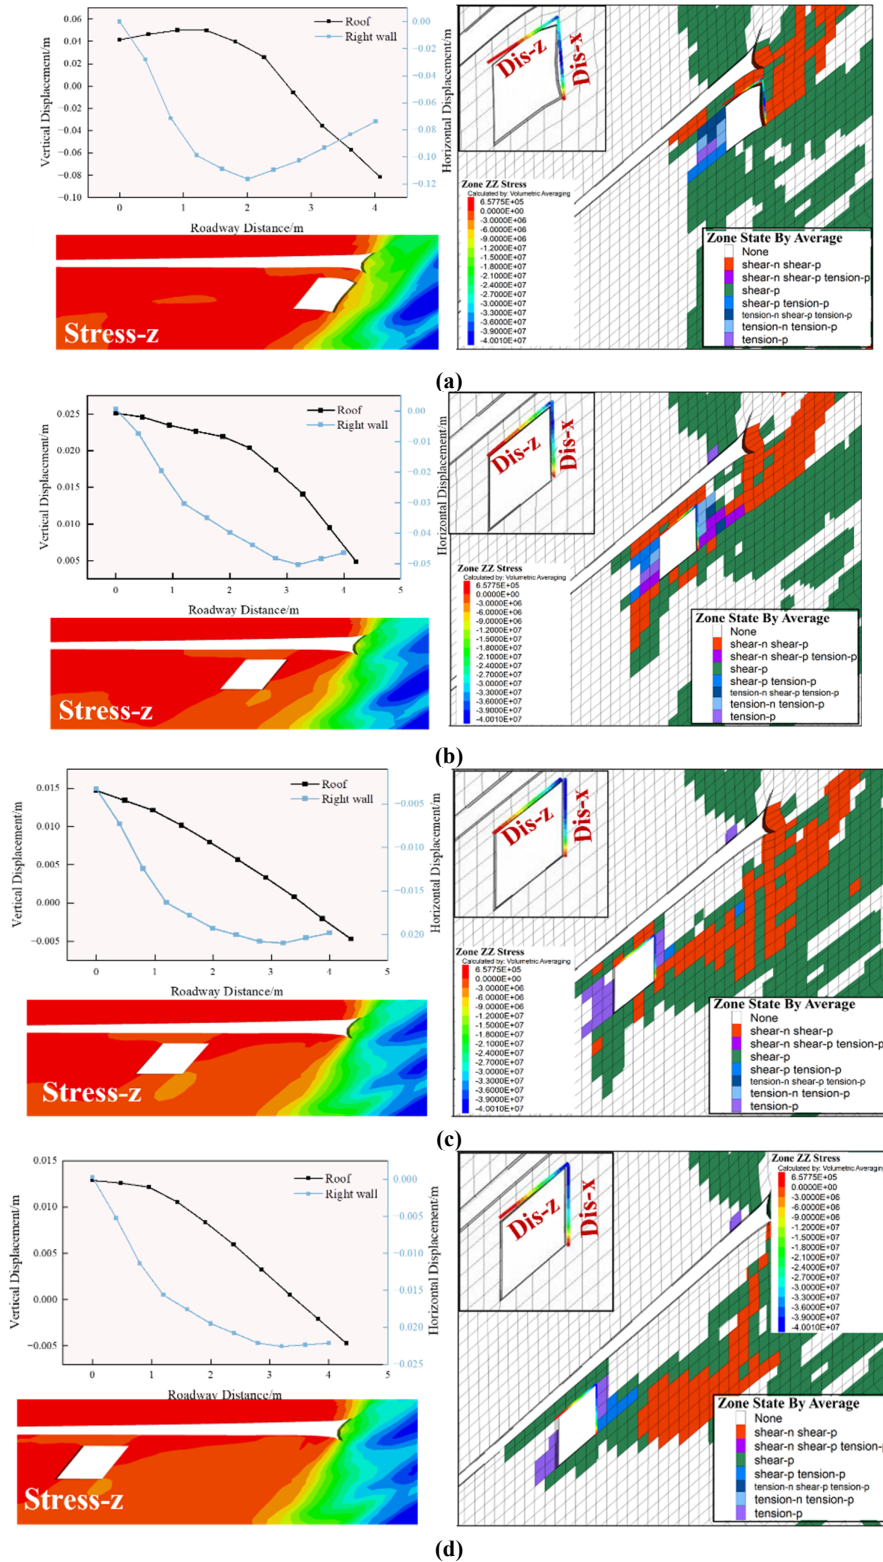 0.06
0.04
0.02
0.00
−0.02
−0.04
−0.06
−0.08
−0.10
Vertical Displacement/m
Roof
Right wall
0.00
−0.02
−0.04
−0.06
−0.08
−0.10
−0.12
Horizontal Displacement/m
0
1
2
3
4
Roadway Distance/m
Stress-z
Dis-z
Dis-x
Zone ZZ Stress
Calculated by: Volumetric Averaging
6.5775E+05
0.0000E+00
-3.0000E+06
-6.0000E+06
-9.0000E+06
-1.2000E+07
-1.5000E+07
-1.8000E+07
-2.1000E+07
-2.4000E+07
-2.7000E+07
-3.0000E+07
-3.3000E+07
-3.6000E+07
-3.9000E+07
-4.0010E+07
Zone State By Average
None
shear-n shear-p
shear-n shear-p tension-p
shear-p
shear-p tension-p
tension-n shear-p tension-p
tension-n tension-p
tension-p
(a)
0.025
0.020
0.015
0.010
0.005
Vertical Displacement/m
Roof
Right wall
0.00
−0.01
−0.02
−0.03
−0.04
−0.05
Horizontal Displacement/m
0
1
2
3
4
5
Roadway Distance/m
Stress-z
Dis-z
Dis-x
Zone ZZ Stress
Calculated by: Volumetric Averaging
6.5775E+05
0.0000E+00
-3.0000E+06
-6.0000E+06
-9.0000E+06
-1.2000E+07
-1.5000E+07
-1.8000E+07
-2.1000E+07
-2.4000E+07
-2.7000E+07
-3.0000E+07
-3.3000E+07
-3.6000E+07
-3.9000E+07
-4.0010E+07
Zone State By Average
None
shear-n shear-p
shear-n shear-p tension-p
shear-p
shear-p tension-p
tension-n shear-p tension-p
tension-n tension-p
tension-p
(b)
0.015
0.010
0.005
0.000
−0.005
Vertical Displacement/m
Roof
Right wall
−0.005
−0.010
−0.015
0.020
Horizontal Displacement/m
0
1
2
3
4
5
Roadway Distance/m
Stress-z
Dis-z
Dis-x
Zone ZZ Stress
Calculated by: Volumetric Averaging
6.5775E+05
0.0000E+00
-3.0000E+06
-6.0000E+06
-9.0000E+06
-1.2000E+07
-1.5000E+07
-1.8000E+07
-2.1000E+07
-2.4000E+07
-2.7000E+07
-3.0000E+07
-3.3000E+07
-3.6000E+07
-3.9000E+07
-4.0010E+07
Zone State By Average
None
shear-n shear-p
shear-n shear-p tension-p
shear-p
shear-p tension-p
tension-n shear-p tension-p
tension-n tension-p
tension-p
(c)
0.015
0.010
0.005
0.000
−0.005
Vertical Displacement/m
Roof
Right wall
0.000
−0.005
−0.010
−0.015
0.020
0.025
Horizontal Displacement/m
0
1
2
3
4
5
Roadway Distance/m
Stress-z
Dis-z
Dis-x
Zone ZZ Stress
Calculated by: Volumetric Averaging
6.5775E+05
0.0000E+00
-3.0000E+06
-6.0000E+06
-9.0000E+06
-1.2000E+07
-1.5000E+07
-1.8000E+07
-2.1000E+07
-2.4000E+07
-2.7000E+07
-3.0000E+07
-3.3000E+07
-3.6000E+07
-3.9000E+07
-4.0010E+07
Zone State By Average
None
shear-n shear-p
shear-n shear-p tension-p
shear-p
shear-p tension-p
tension-n shear-p tension-p
tension-n tension-p
tension-p
(d)